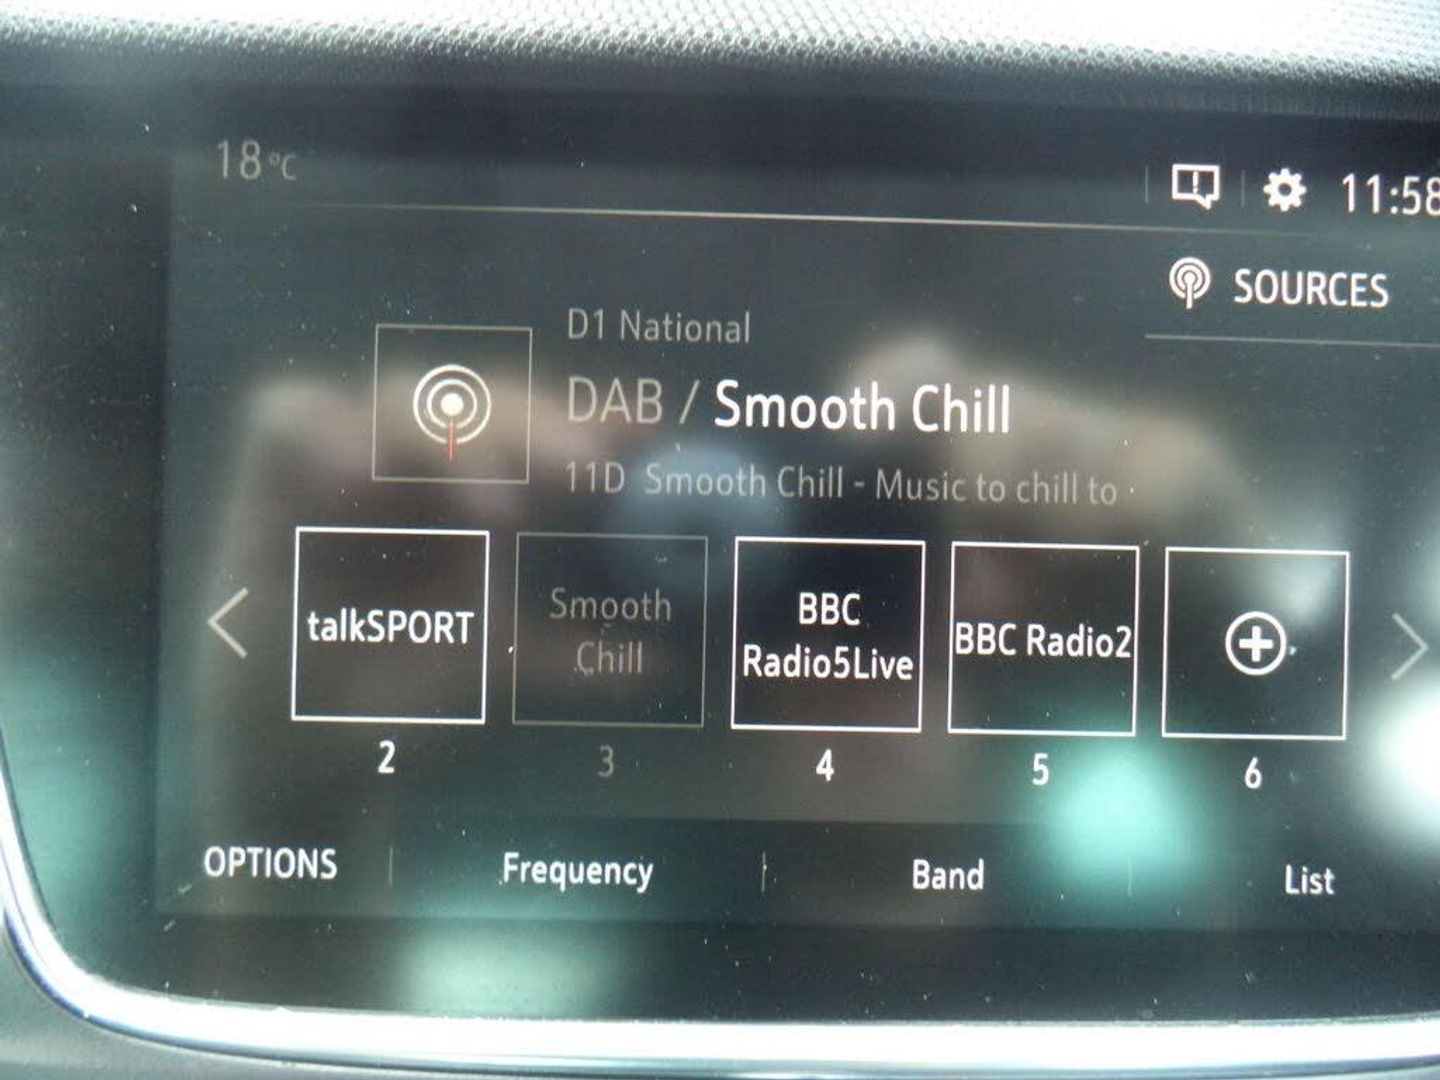 18°C
11:58
SOURCES
D1 National
DAB / Smooth Chill
11D Smooth Chill - Music to chill to
talkSPORT
Smooth
Chill
BBC
Radio5Live
BBC Radio2
2
3
4
5
6
OPTIONS
Frequency
Band
List